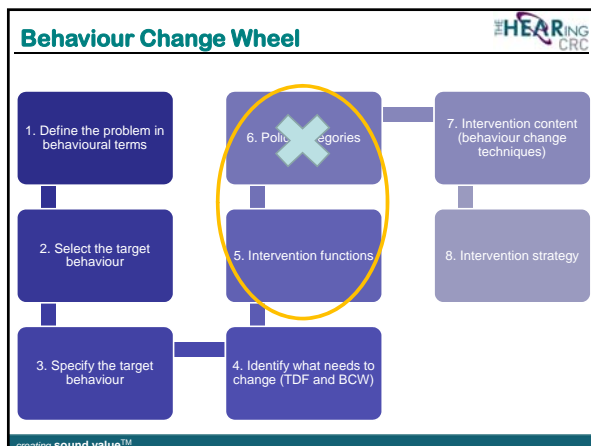 Behaviour Change Wheel
THE HEARING
CRC
1. Define the problem in
behavioural terms
2. Select the target
behaviour
3. Specify the target
behaviour
4. Identify what needs to
change (TDF and BCW)
5. Intervention functions
6.
7. Intervention content
(behaviour change
techniques)
8. Intervention strategy
creating sound value™